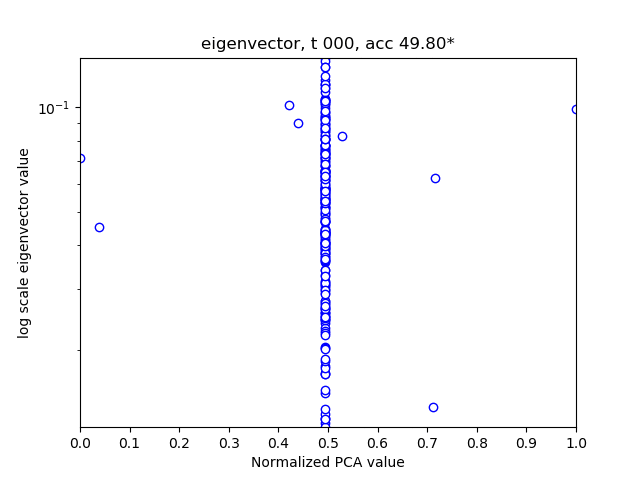 eigenvector, t 000, acc 49.80*
log scale eigenvector value
10⁻¹
0.0 0.1 0.2 0.3 0.4 0.5 0.6 0.7 0.8 0.9 1.0
Normalized PCA value